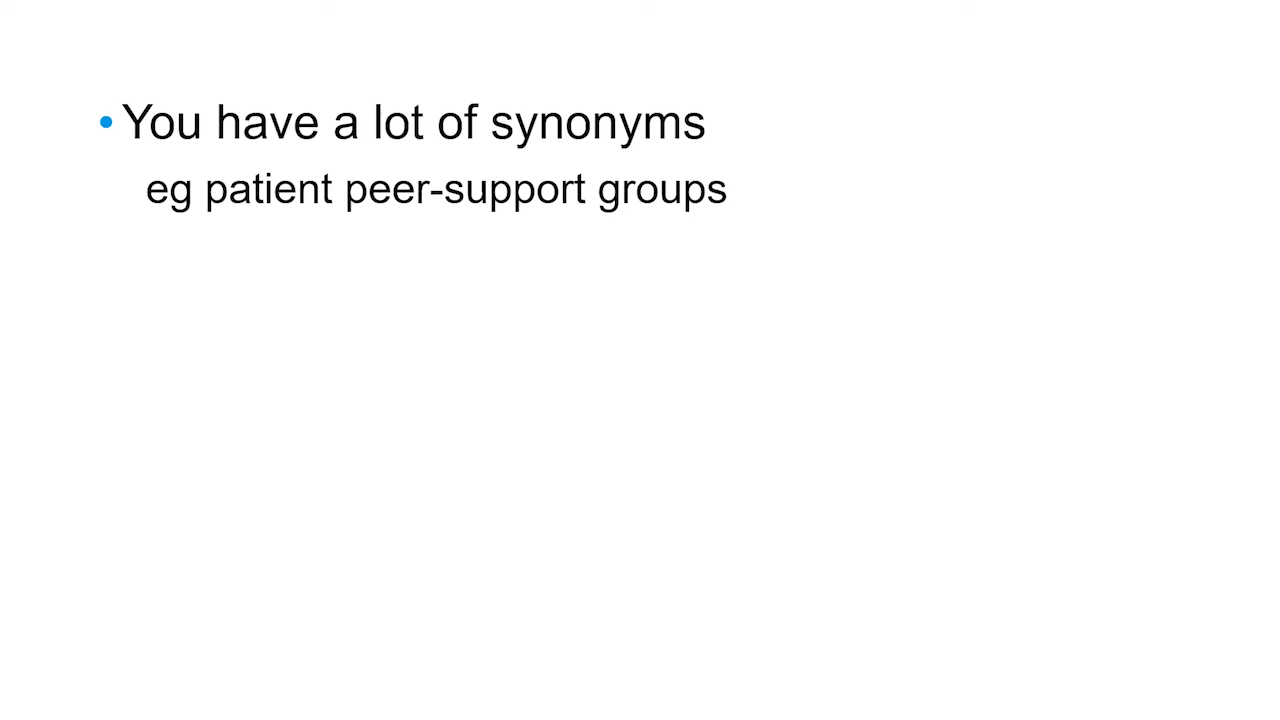 • You have a lot of synonyms
eg patient peer-support groups